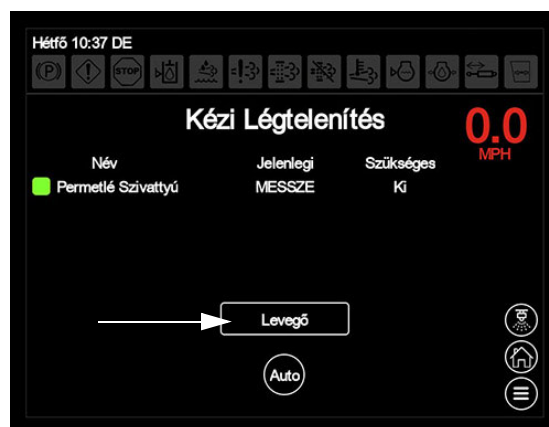 Hétfő 10:37 DE
(P) STOP
Kézi Légtelenítés
0.0
MPH
Név Jelenlegi Szükséges
Permetlé Szivattyú MESSZE Ki
Levegő
Auto